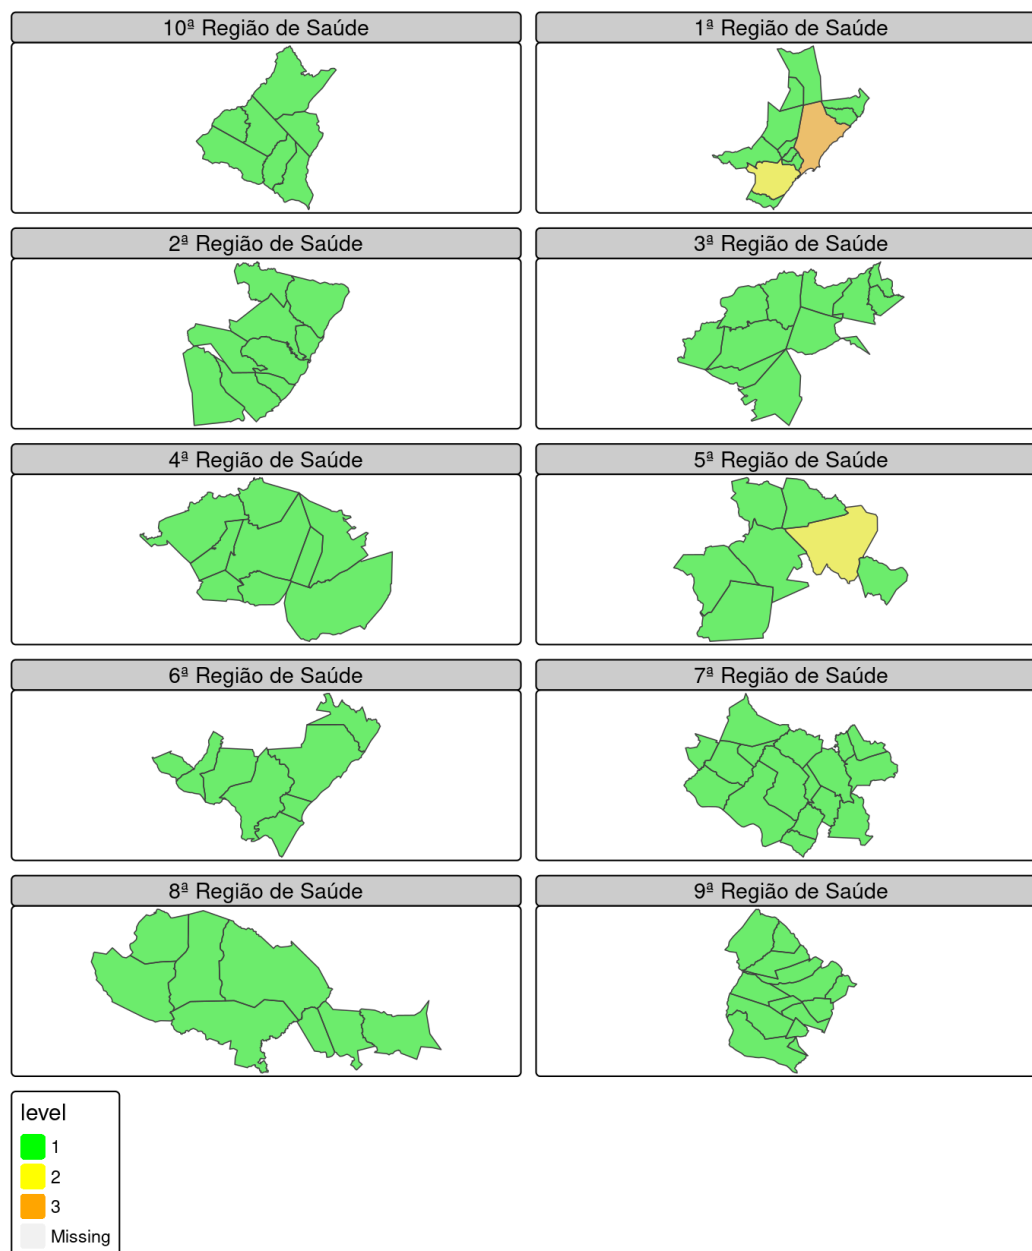 10ª Região de Saúde
1ª Região de Saúde
2ª Região de Saúde
3ª Região de Saúde
4ª Região de Saúde
5ª Região de Saúde
6ª Região de Saúde
7ª Região de Saúde
8ª Região de Saúde
9ª Região de Saúde
level
1
2
3
Missing